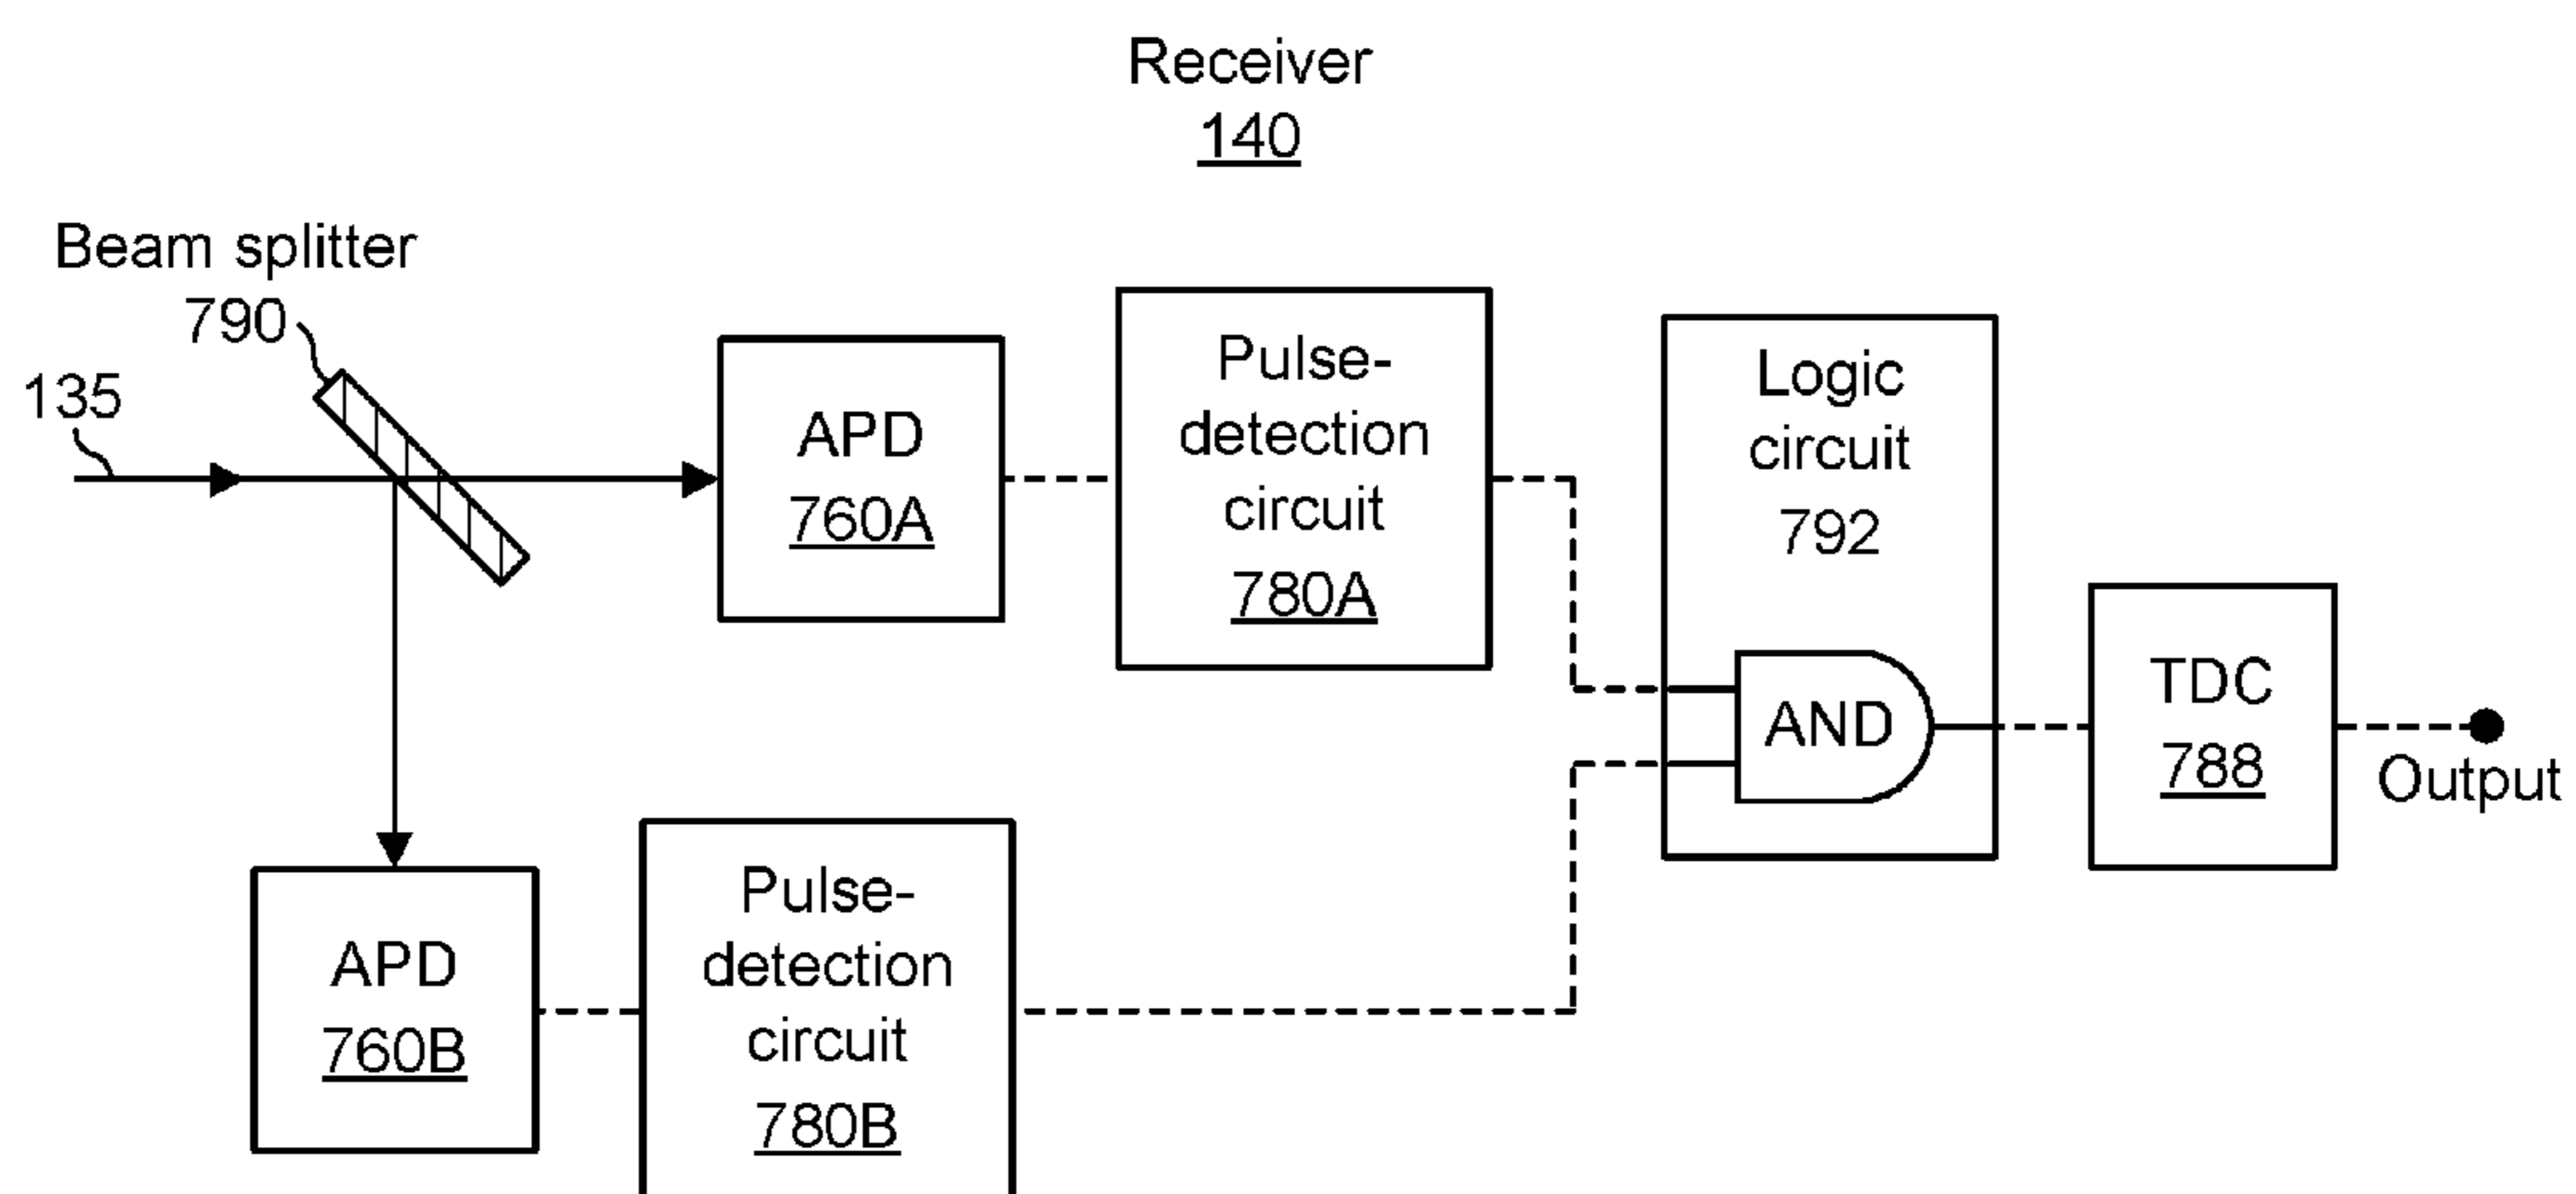 Receiver
140
Beam splitter
790
135
APD
760A
Pulse-
detection
circuit
780A
Logic
circuit
792
AND
TDC
788
Output
APD
760B
Pulse-
detection
circuit
780B